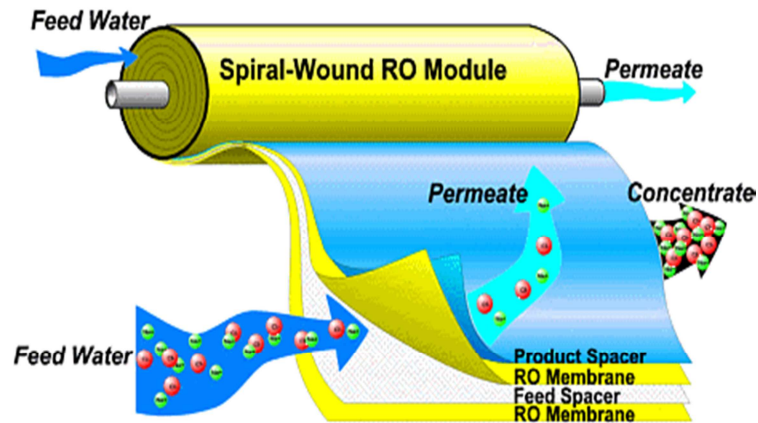 Feed Water
Spiral-Wound RO Module
Permeate
Permeate
Concentrate
Feed Water
Product Spacer
RO Membrane
Feed Spacer
RO Membrane